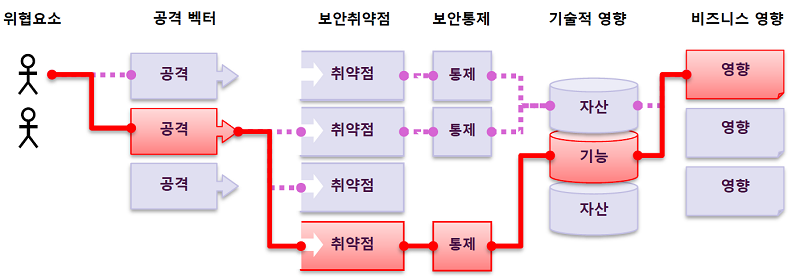 위협요소 공격 벡터 보안취약점 보안통제 기술적 영향 비즈니스 영향
공격 취약점 통제 영향
자산
공격 취약점 통제 영향
기능
공격 취약점 영향
자산
취약점 통제